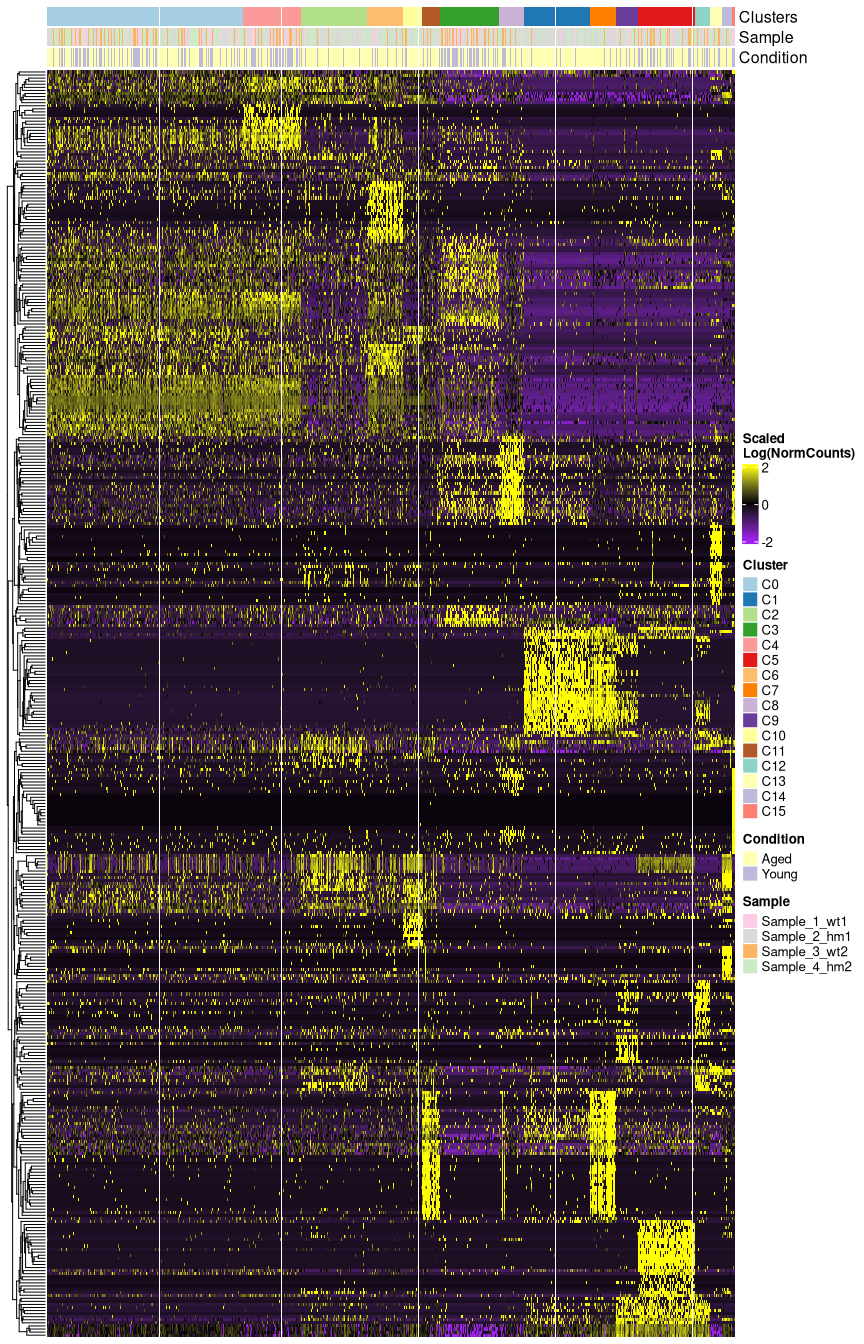 Clusters
Sample
Condition
Scaled
Log(NormCounts)
2
0
-2
Cluster
C0
C1
C2
C3
C4
C5
C6
C7
C8
C9
C10
C11
C12
C13
C14
C15
Condition
Aged
Young
Sample
Sample_1_wt1
Sample_2_hm1
Sample_3_wt2
Sample_4_hm2